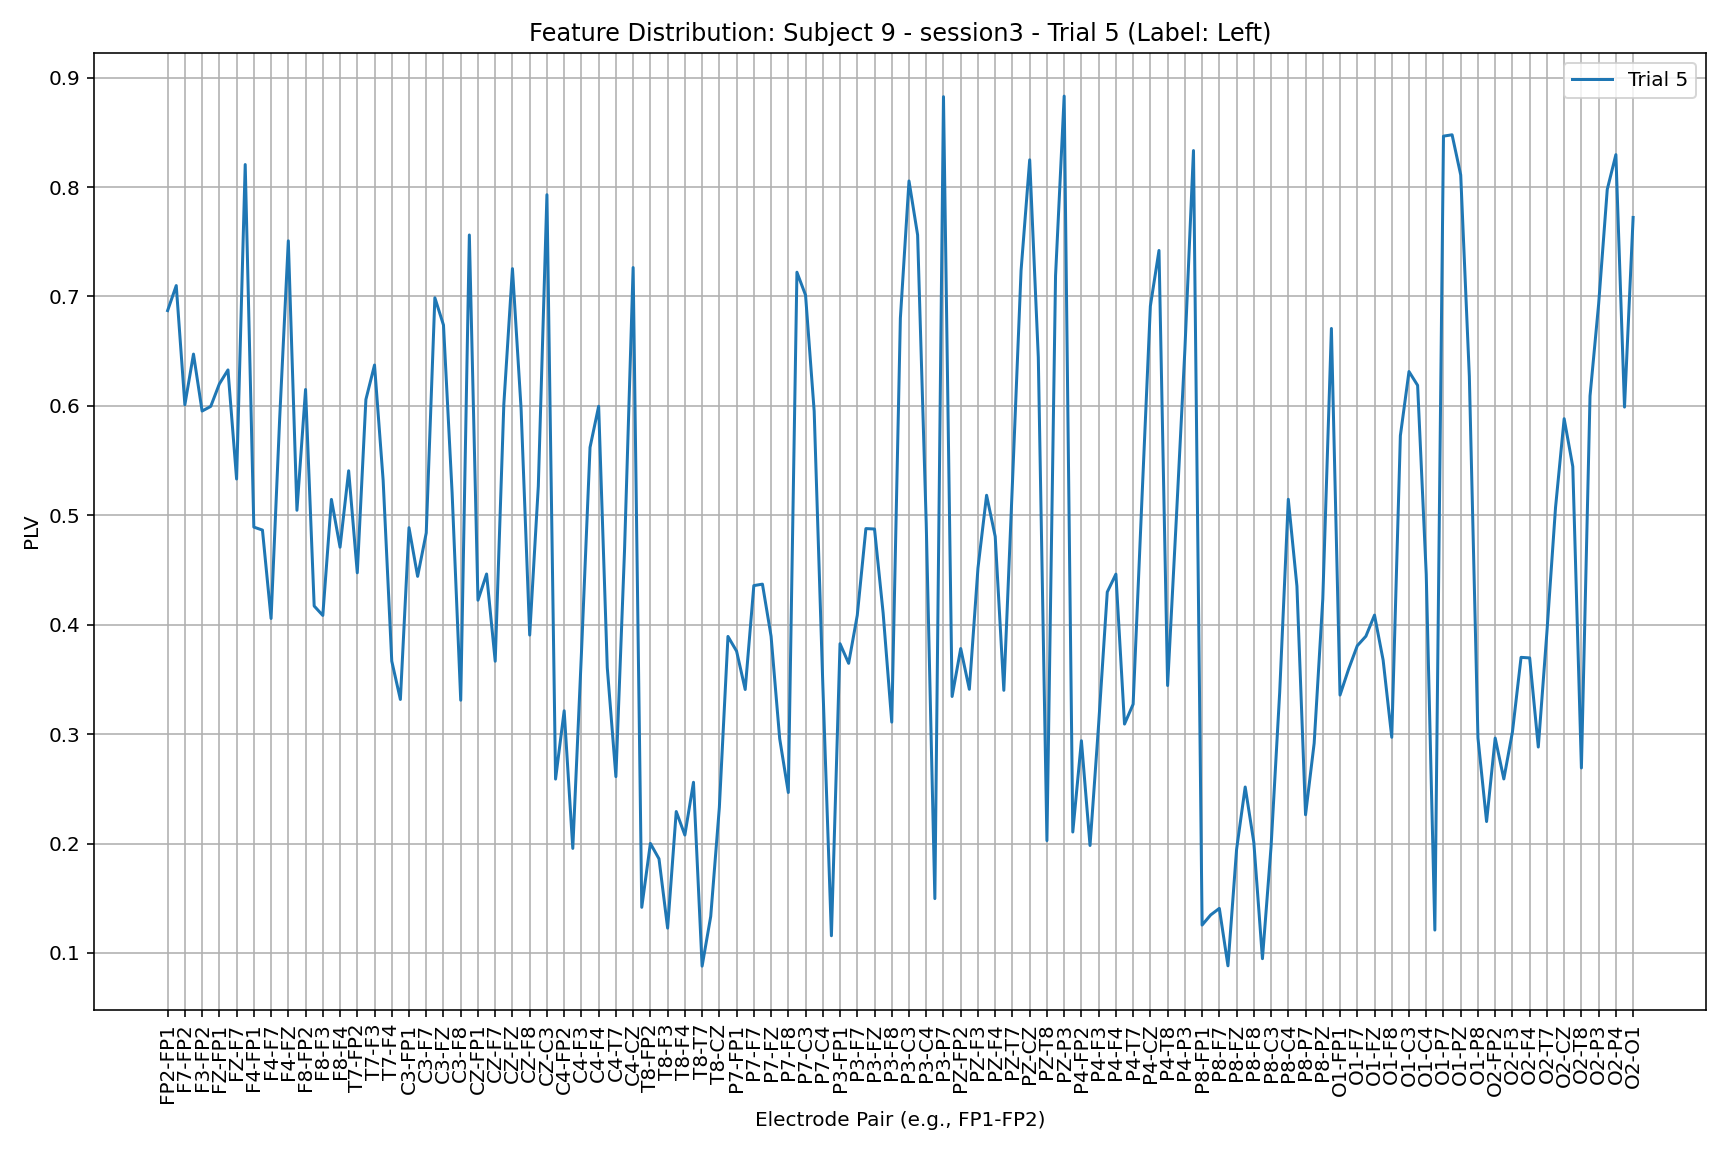 Feature Distribution: Subject 9 - session3 - Trial 5 (Label: Left)
Trial 5
PLV
0.9
0.8
0.7
0.6
0.5
0.4
0.3
0.2
0.1
FP2-FP1
F7-FP2
F3-FP2
FZ-FP1
FZ-F7
F4-FP1
F4-F7
F4-FZ
F8-FP2
F8-F3
F8-F4
T7-FP2
T7-F3
T7-F4
C3-FP1
C3-F7
C3-FZ
C3-F8
CZ-FP1
CZ-F7
CZ-FZ
CZ-F8
CZ-C3
C4-FP2
C4-F3
C4-F4
C4-T7
C4-CZ
T8-FP2
T8-F3
T8-F4
T8-T7
T8-CZ
P7-FP1
P7-F7
P7-FZ
P7-F8
P7-C3
P7-C4
P3-FP1
P3-F7
P3-FZ
P3-F8
P3-C3
P3-C4
P3-P7
PZ-FP2
PZ-F3
PZ-F4
PZ-T7
PZ-CZ
PZ-T8
PZ-P3
P4-FP2
P4-F3
P4-F4
P4-T7
P4-CZ
P4-T8
P4-P3
P8-FP1
P8-F7
P8-FZ
P8-F8
P8-C3
P8-C4
P8-P7
P8-PZ
O1-FP1
O1-F7
O1-FZ
O1-F8
O1-C3
O1-C4
O1-P7
O1-PZ
O1-P8
O2-FP2
O2-F3
O2-F4
O2-T7
O2-CZ
O2-T8
O2-P3
O2-P4
O2-O1
Electrode Pair (e.g., FP1-FP2)